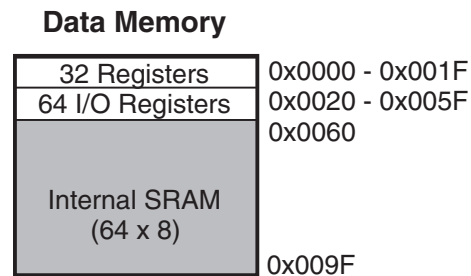 Data Memory
32 Registers 0x0000 - 0x001F
64 I/O Registers 0x0020 - 0x005F
0x0060
Internal SRAM
(64 x 8)
0x009F